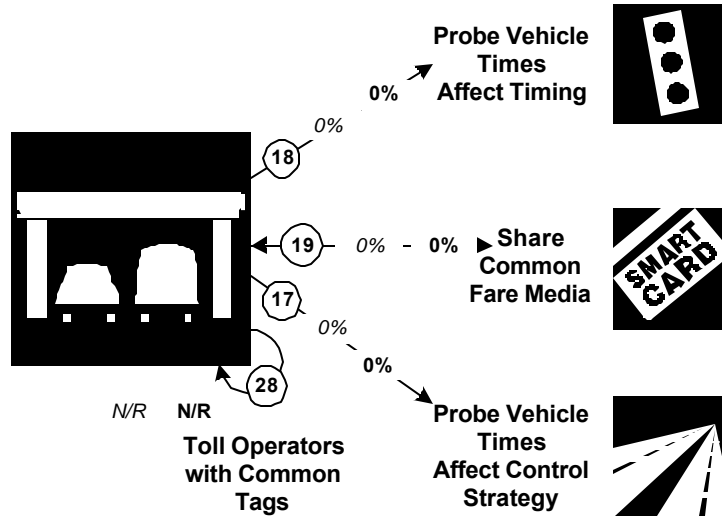 Probe Vehicle
Times
Affect Timing
0%
0%
18
19
0%
0%
Share
Common
Fare Media
SMART
CARD
17
0%
0%
28
N/R
N/R
Toll Operators
with Common
Tags
Probe Vehicle
Times
Affect Control
Strategy